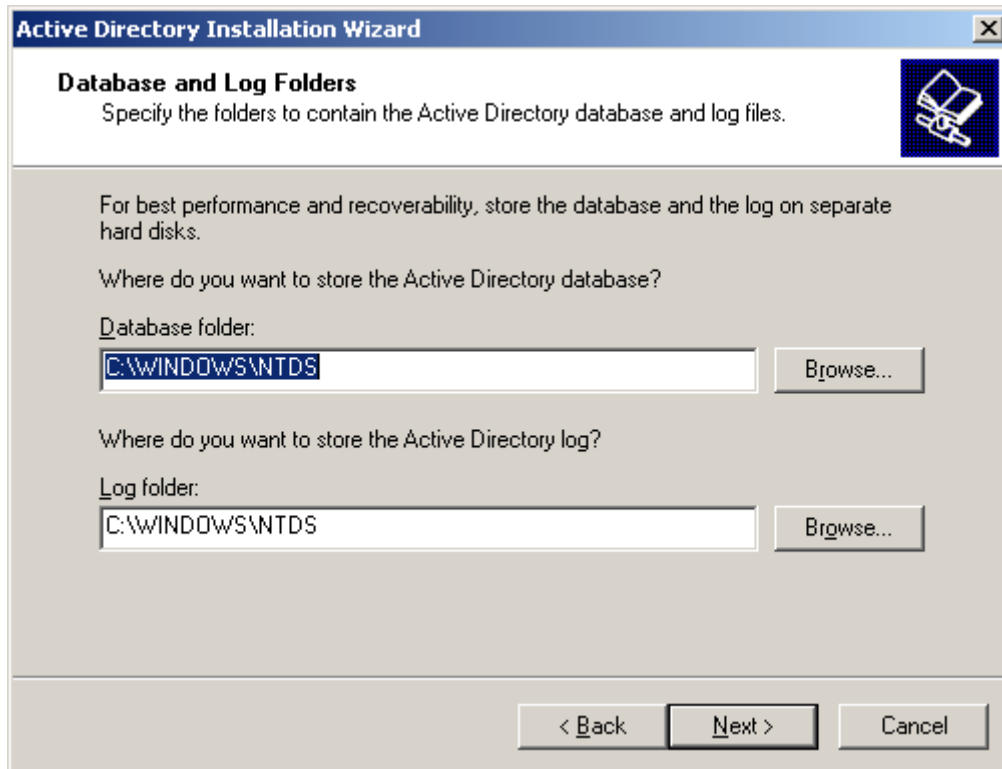 Active Directory Installation Wizard
Database and Log Folders
Specify the folders to contain the Active Directory database and log files.
For best performance and recoverability, store the database and the log on separate
hard disks.
Where do you want to store the Active Directory database?
Database folder:
C:\WINDOWS\NTDS
Browse...
Where do you want to store the Active Directory log?
Log folder:
C:\WINDOWS\NTDS
Browse...
< Back
Next >
Cancel